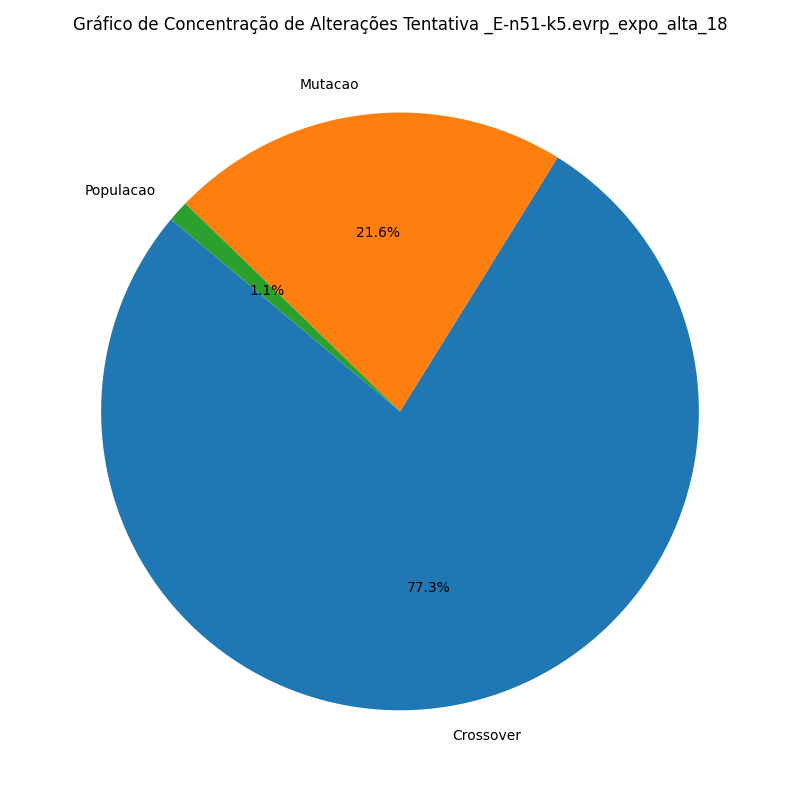 Gráfico de Concentração de Alterações Tentativa _E-n51-k5.evrp_expo_alta_18
Mutacao
Populacao
21.6%
1.1%
77.3%
Crossover